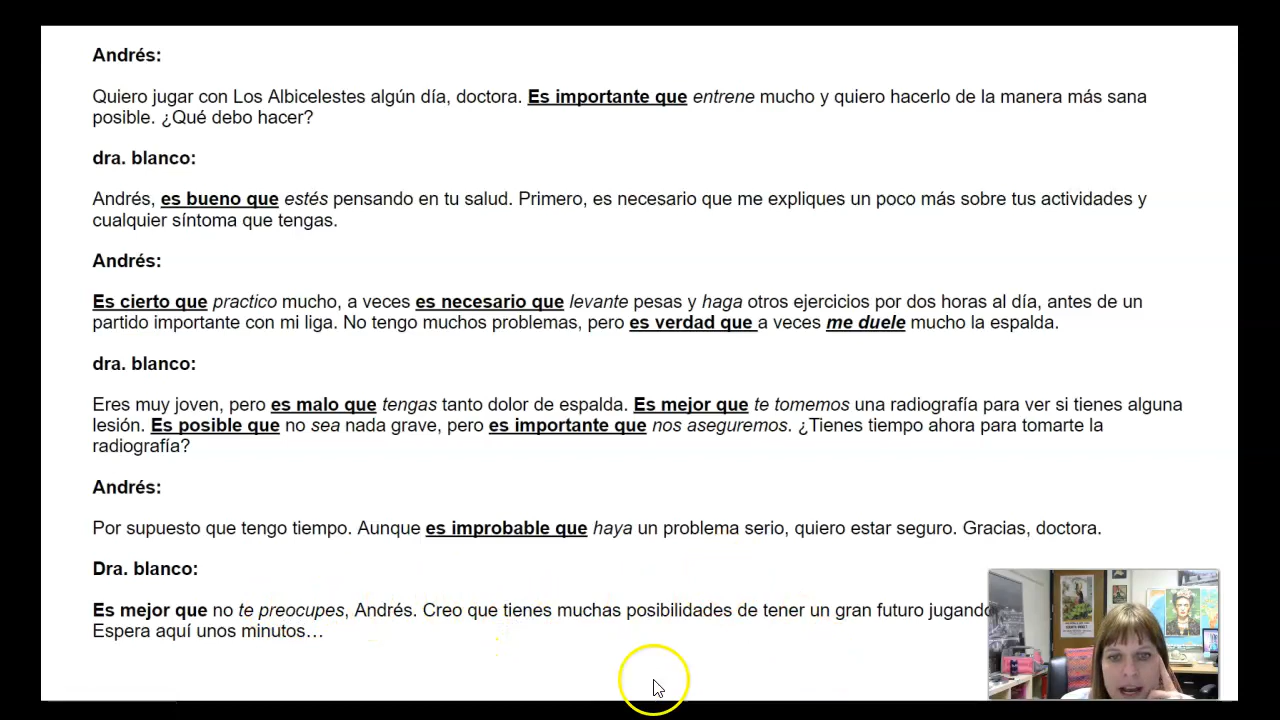 Andrés:
Quiero jugar con Los Albicelestes algún día, doctora. Es importante que entrene mucho y quiero hacerlo de la manera más sana
posible. ¿Qué debo hacer?
dra. blanco:
Andrés, es bueno que estés pensando en tu salud. Primero, es necesario que me expliques un poco más sobre tus actividades y
cualquier síntoma que tengas.
Andrés:
Es cierto que practico mucho, a veces es necesario que levante pesas y haga otros ejercicios por dos horas al día, antes de un
partido importante con mi liga. No tengo muchos problemas, pero es verdad que a veces me duele mucho la espalda.
dra. blanco:
Eres muy joven, pero es malo que tengas tanto dolor de espalda. Es mejor que te tomemos una radiografía para ver si tienes alguna
lesión. Es posible que no sea nada grave, pero es importante que nos aseguremos. ¿Tienes tiempo ahora para tomarte la
radiografía?
Andrés:
Por supuesto que tengo tiempo. Aunque es improbable que haya un problema serio, quiero estar seguro. Gracias, doctora.
Dra. blanco:
Es mejor que no te preocupes, Andrés. Creo que tienes muchas posibilidades de tener un gran futuro jugando
Espera aquí unos minutos…